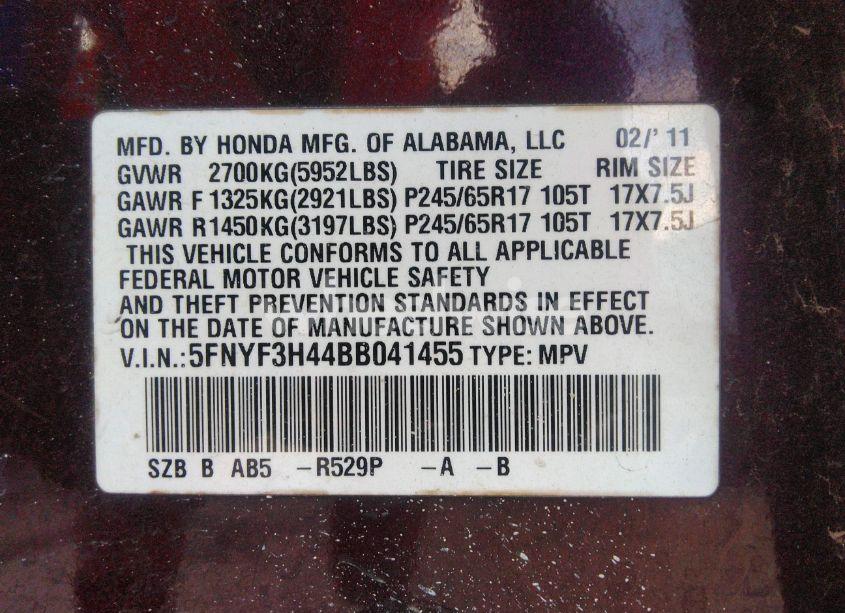 MFD. BY HONDA MFG. OF ALABAMA, LLC 02/' 11
GVWR 2700KG(5952LBS) TIRE SIZE RIM SIZE
GAWR F 1325KG(2921LBS) P245/65R17 105T 17X7.5J
GAWR R1450KG(3197LBS) P245/65R17 105T 17X7.5J
THIS VEHICLE CONFORMS TO ALL APPLICABLE
FEDERAL MOTOR VEHICLE SAFETY
AND THEFT PREVENTION STANDARDS IN EFFECT
ON THE DATE OF MANUFACTURE SHOWN ABOVE.
V.I.N.:5FNYF3H44BB041455 TYPE: MPV
SZB B AB5 -R529P -A -B